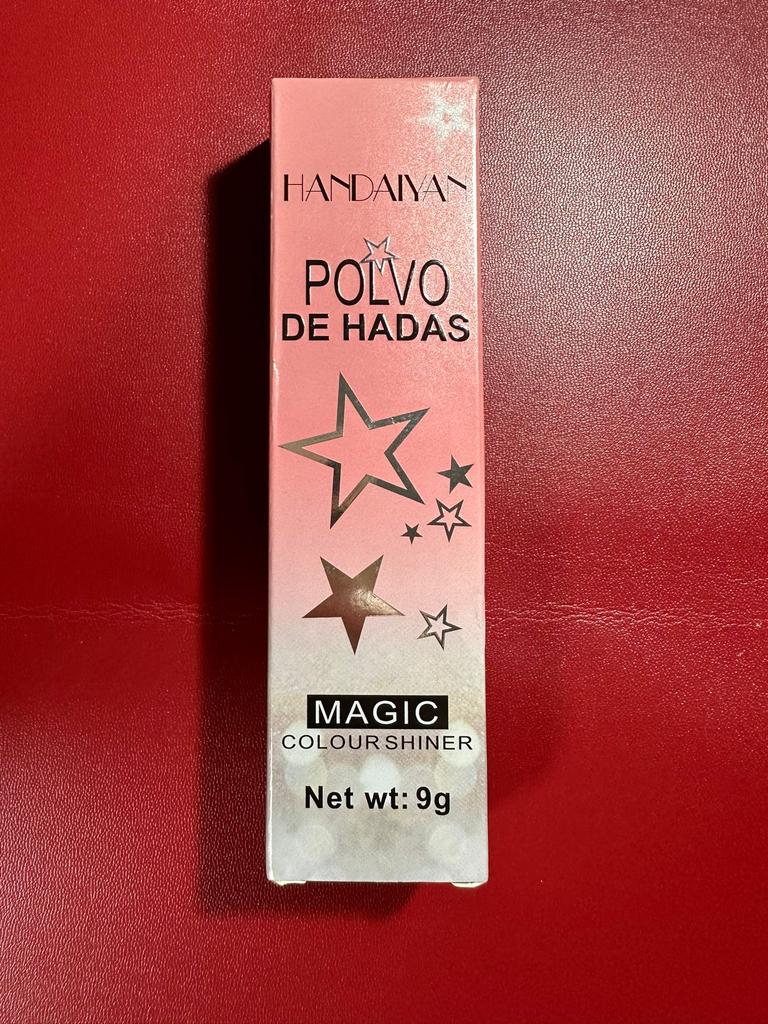 HANDAIYAN
POLVO
DE HADAS
MAGIC
COLOUR SHINER
Net wt: 9g